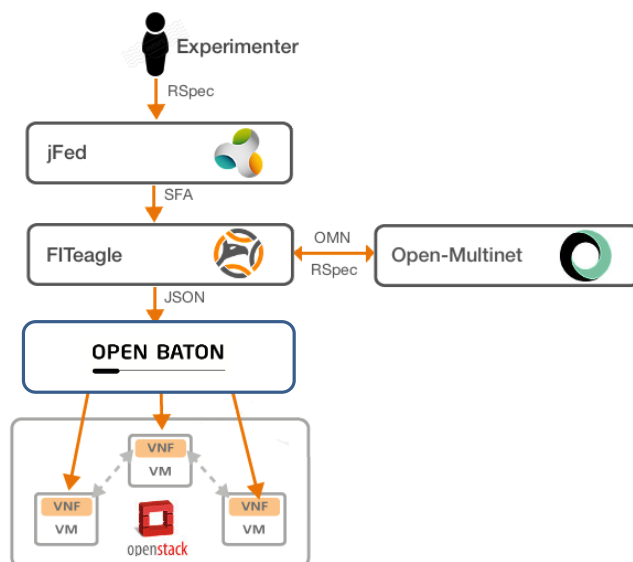 Experimenter
RSpec
jFed
SFA
FITeagle
OMN
RSpec
Open-Multinet
JSON
OPEN BATON
VNF
VM
VNF
VM
openstack
VNF
VM